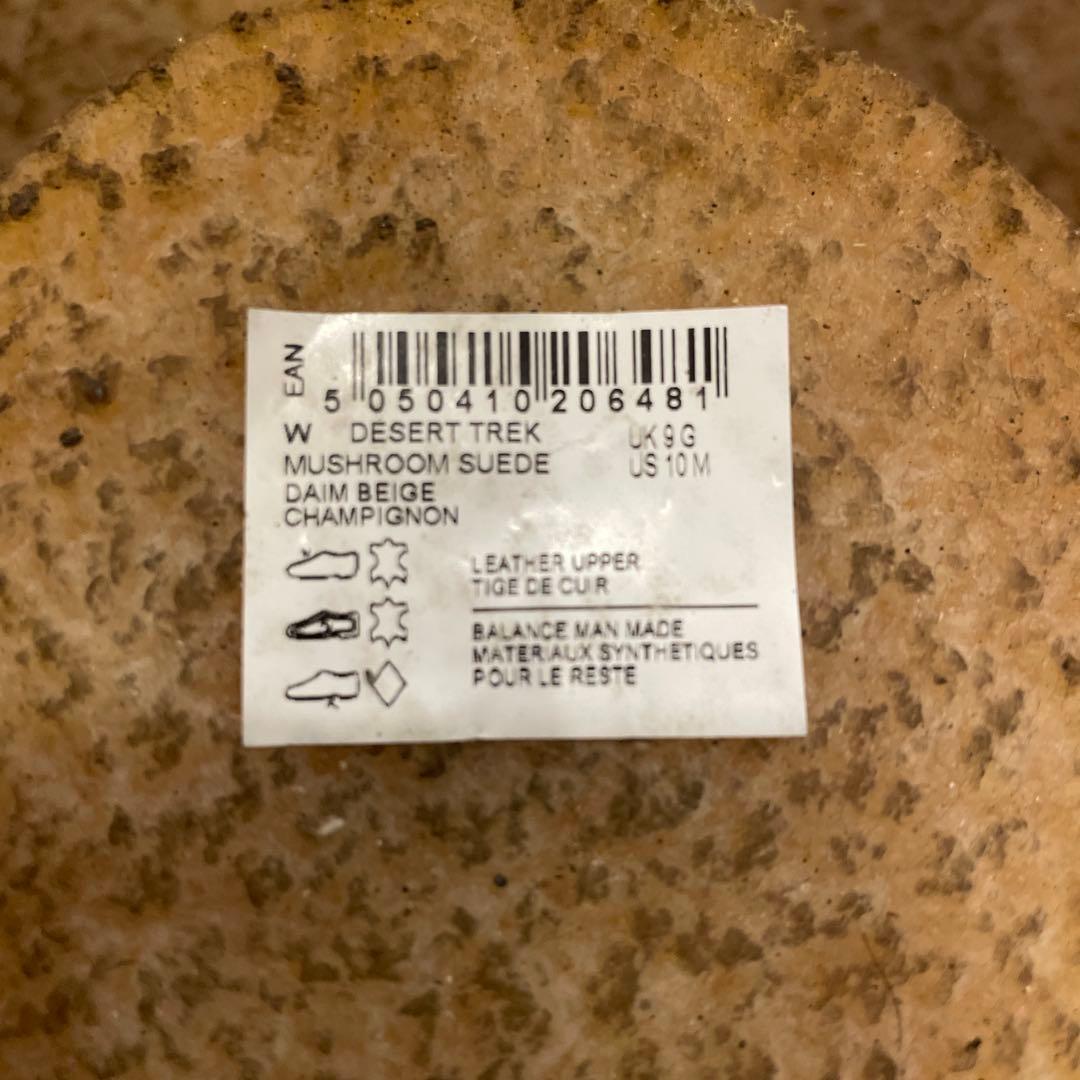 EAN
5 050410 206481
W DESERT TREK UK 9 G
MUSHROOM SUEDE US 10 M
DAIM BEIGE
CHAMPIGNON
LEATHER UPPER
TIGE DE CUIR
BALANCE MAN MADE
MATERIAUX SYNTHETIQUES
POUR LE RESTE